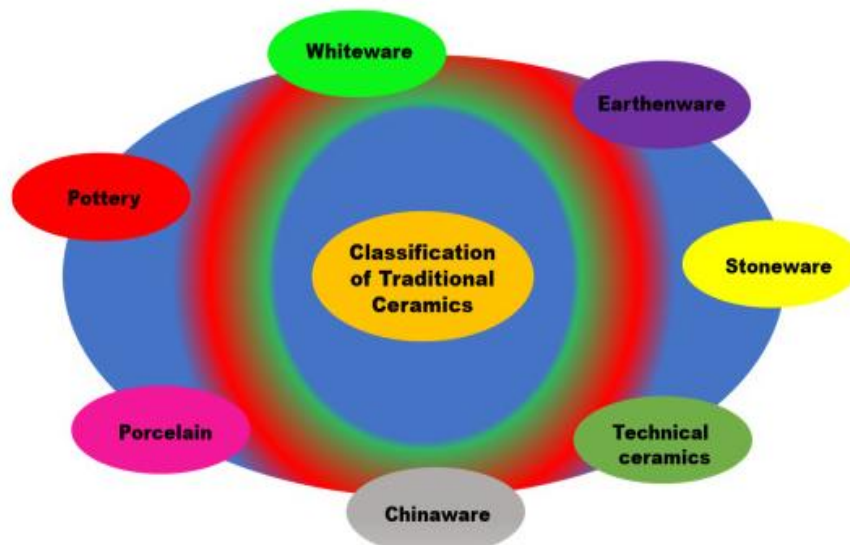 Whiteware
Earthenware
Pottery
Classification
of Traditional
Ceramics
Stoneware
Porcelain
Technical
ceramics
Chinaware